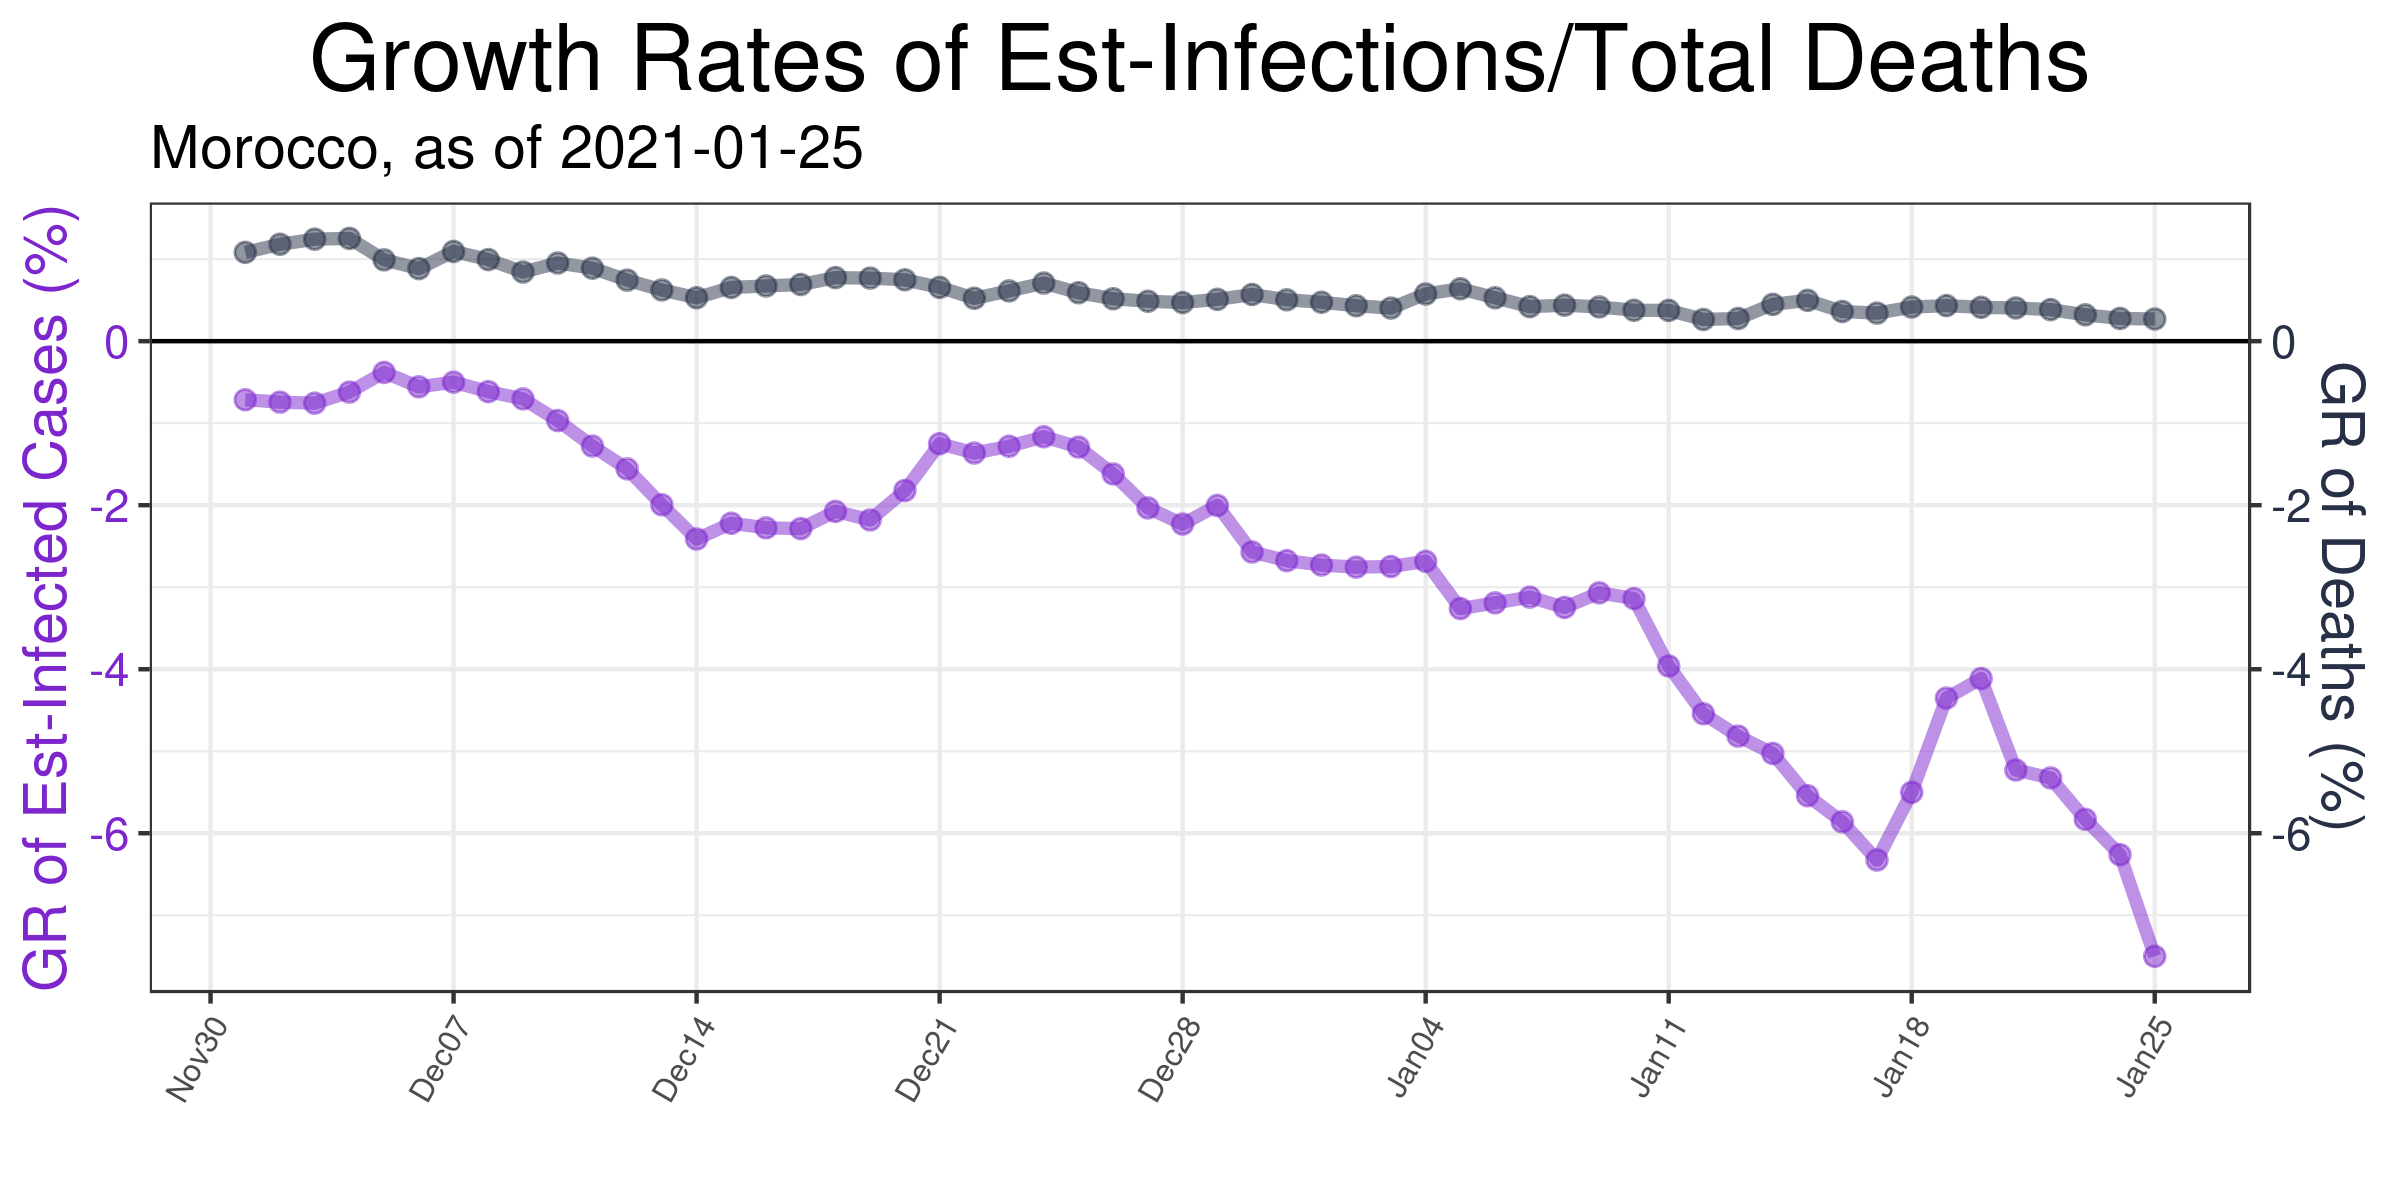 Growth Rates of Est-Infections/Total Deaths
Morocco, as of 2021-01-25
GR of Est-Infected Cases (%)
0
-2
-4
-6
0
-2
-4
-6
GR of Deaths (%)
Nov30
Dec07
Dec14
Dec21
Dec28
Jan04
Jan11
Jan18
Jan25